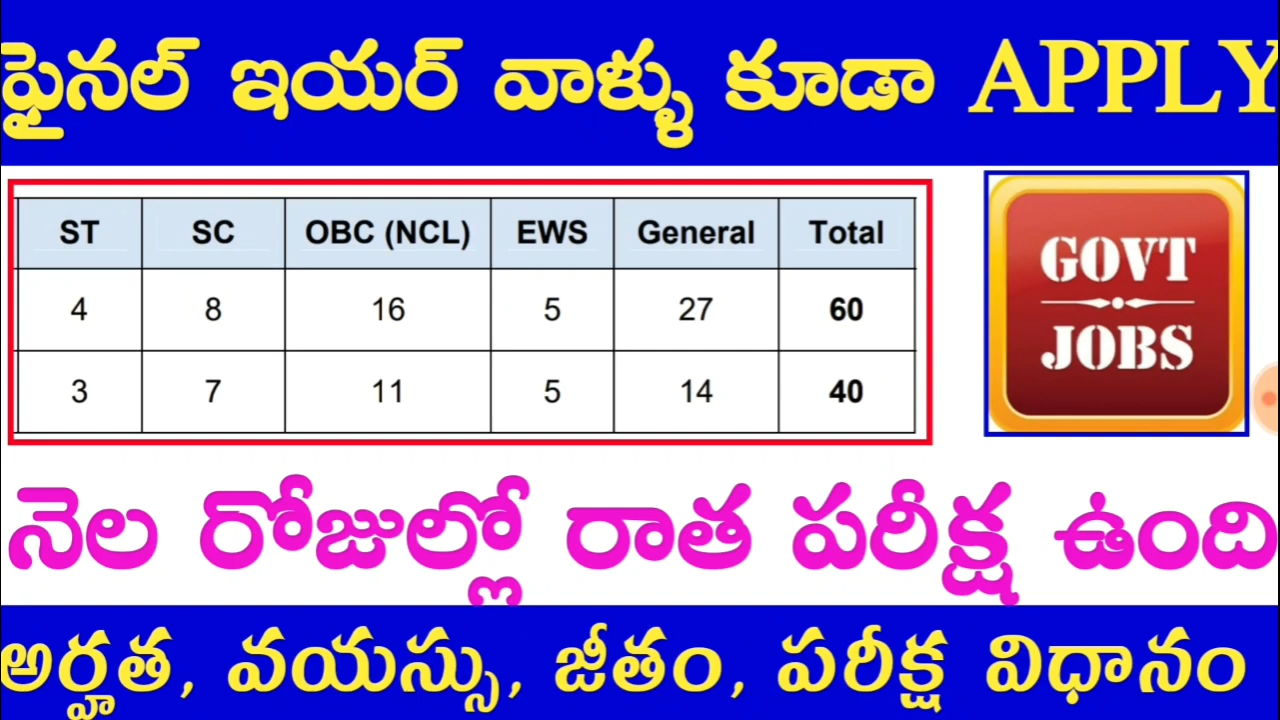 ఫైనల్ ఇయర్ వాళ్ళు కూడా APPLY
ST SC OBC (NCL) EWS General Total
4 8 16 5 27 60
3 7 11 5 14 40
GOVT
JOBS
నెల రోజుల్లో రాత పరీక్ష ఉంది
అర్హత, వయస్సు, జీతం, పరీక్ష విధానం